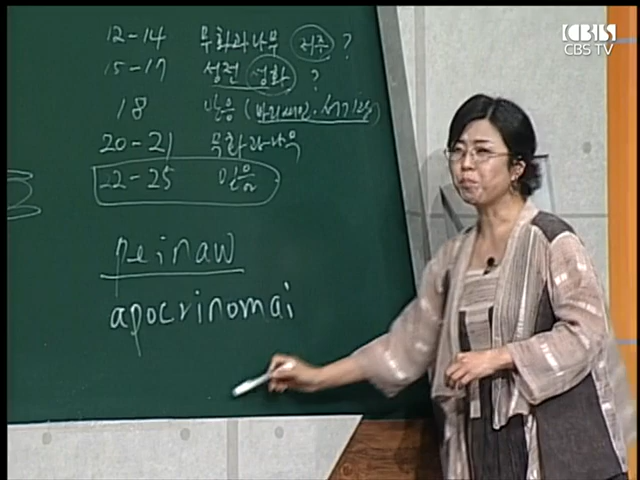 CBS
CBS TV
12-14 무화과나무 저주 ?
15-17 성전 성화 ?
18 반응 (바리새인 · 서기관)
20-21 무화과나무
22-25 믿음
peinaw
apocrinomai